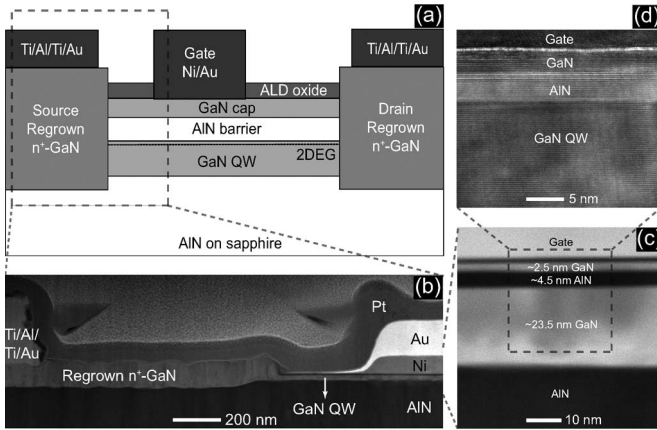 (a)
Ti/Al/Ti/Au
Gate
Ni/Au
Ti/Al/Ti/Au
ALD oxide
GaN cap
AlN barrier
2DEG
GaN QW
Source
Regrown
n⁺-GaN
Drain
Regrown
n⁺-GaN
AlN on sapphire
(b)
Ti/Al/
Ti/Au
Pt
Au
Ni
Regrown n⁺-GaN
200 nm
GaN QW
AlN
(d)
Gate
GaN
AlN
GaN QW
5 nm
(c)
Gate
~2.5 nm GaN
~4.5 nm AlN
~23.5 nm GaN
AlN
10 nm